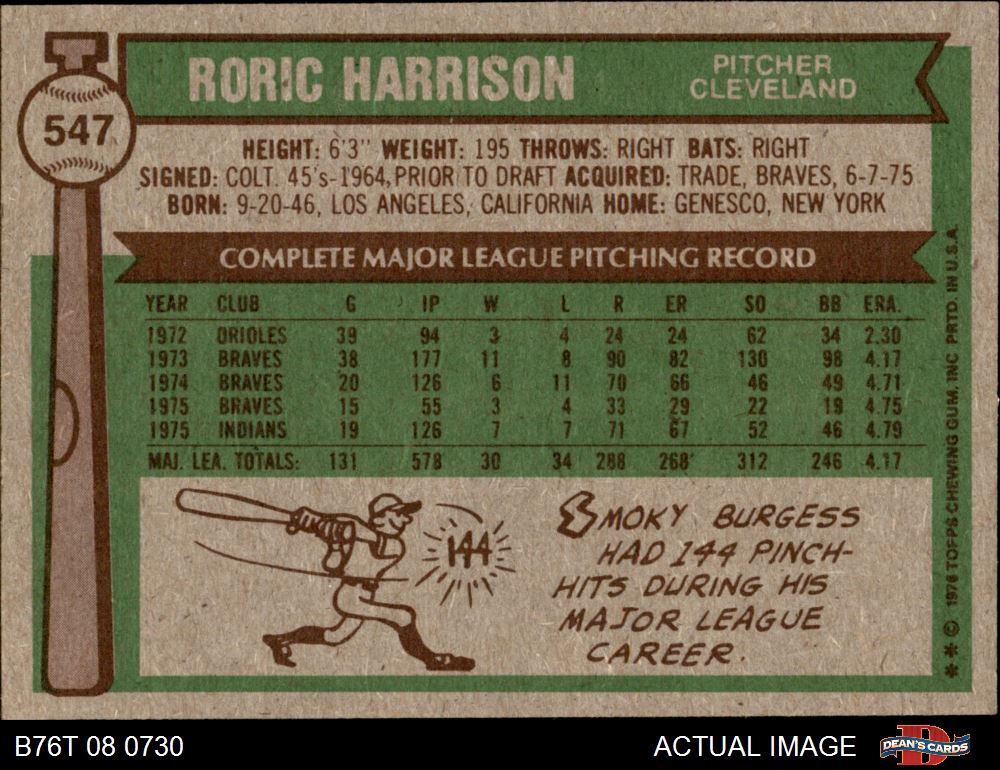 547
RORIC HARRISON
PITCHER
CLEVELAND
HEIGHT: 6'3" WEIGHT: 195 THROWS: RIGHT BATS: RIGHT
SIGNED: COLT. 45's-1964, PRIOR TO DRAFT ACQUIRED: TRADE, BRAVES, 6-7-75
BORN: 9-20-46, LOS ANGELES, CALIFORNIA HOME: GENESCO, NEW YORK
COMPLETE MAJOR LEAGUE PITCHING RECORD
YEAR CLUB G IP W L R ER SO BB ERA.
1972 ORIOLES 39 94 3 4 24 24 62 34 2.30
1973 BRAVES 38 177 11 8 90 82 130 98 4.17
1974 BRAVES 20 126 6 11 70 66 46 49 4.71
1975 BRAVES 15 55 3 4 33 29 22 19 4.75
1975 INDIANS 19 126 7 7 71 67 52 46 4.79
MAJ. LEA. TOTALS: 131 578 30 34 288 268 312 246 4.17
144
SMOKY BURGESS
HAD 144 PINCH-
HITS DURING HIS
MAJOR LEAGUE
CAREER.
** © 1976 TOPPS CHEWING GUM, INC PRTD. IN U.S.A.
B76T 08 0730
ACTUAL IMAGE
D
DEAN'S CARDS